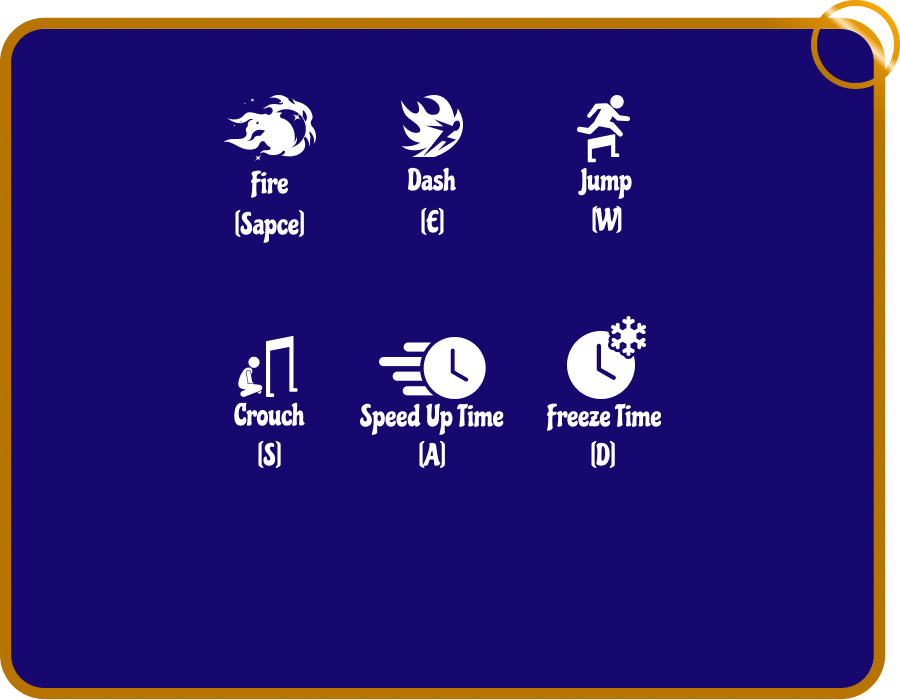 Fire
(Sapce)
Dash
(E)
Jump
(W)
Crouch
(S)
Speed Up Time
(A)
Freeze Time
(D)